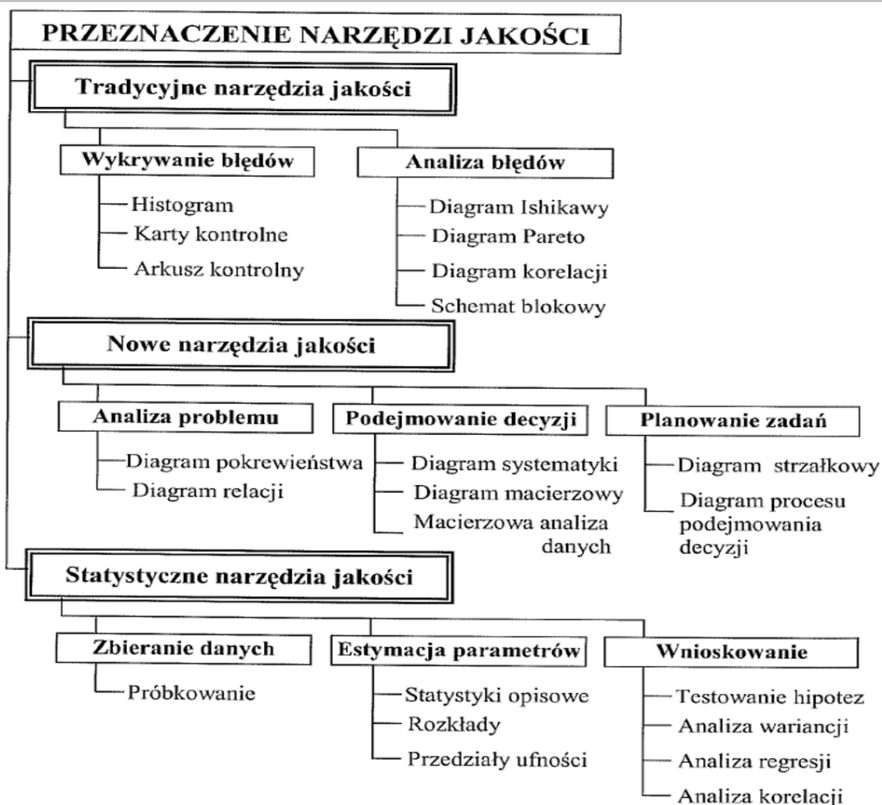 PRZEZNACZENIE NARZĘDZI JAKOŚCI
Tradycyjne narzędzia jakości
Wykrywanie błędów
Histogram
Karty kontrolne
Arkusz kontrolny
Analiza błędów
Diagram Ishikawy
Diagram Pareto
Diagram korelacji
Schemat blokowy
Nowe narzędzia jakości
Analiza problemu
Diagram pokrewieństwa
Diagram relacji
Podejmowanie decyzji
Diagram systematyki
Diagram macierzowy
Macierzowa analiza
danych
Planowanie zadań
Diagram strzałkowy
Diagram procesu
podejmowania
decyzji
Statystyczne narzędzia jakości
Zbieranie danych
Próbkowanie
Estymacja parametrów
Statystyki opisowe
Rozkłady
Przedziały ufności
Wnioskowanie
Testowanie hipotez
Analiza wariancji
Analiza regresji
Analiza korelacji